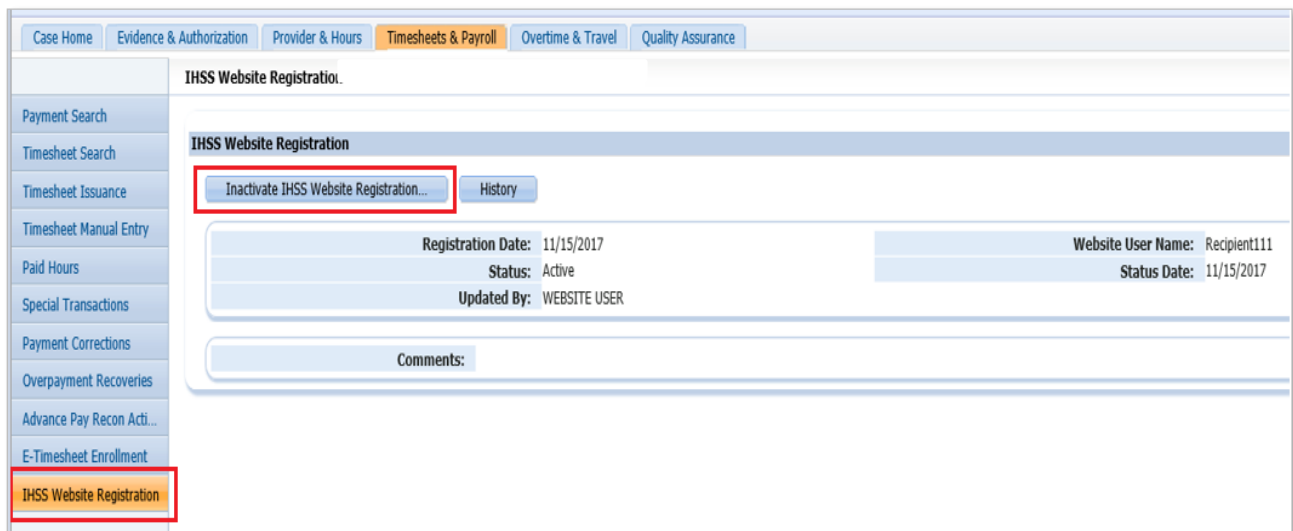 Case Home Evidence & Authorization Provider & Hours Timesheets & Payroll Overtime & Travel Quality Assurance
IHSS Website Registration
Payment Search
Timesheet Search
Timesheet Issuance
Timesheet Manual Entry
Paid Hours
Special Transactions
Payment Corrections
Overpayment Recoveries
Advance Pay Recon Acti...
E-Timesheet Enrollment
IHSS Website Registration
IHSS Website Registration
Inactivate IHSS Website Registration... History
Registration Date: 11/15/2017 Website User Name: Recipient111
Status: Active Status Date: 11/15/2017
Updated By: WEBSITE USER
Comments: